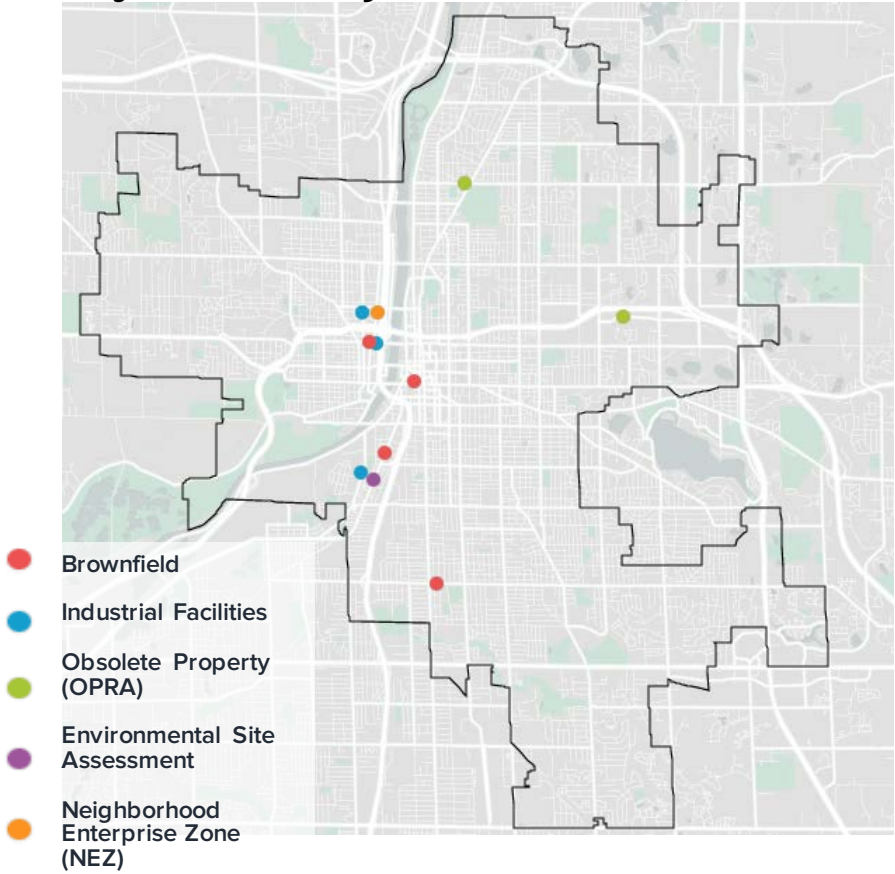 Brownfield
Industrial Facilities
Obsolete Property
(OPRA)
Environmental Site
Assessment
Neighborhood
Enterprise Zone
(NEZ)